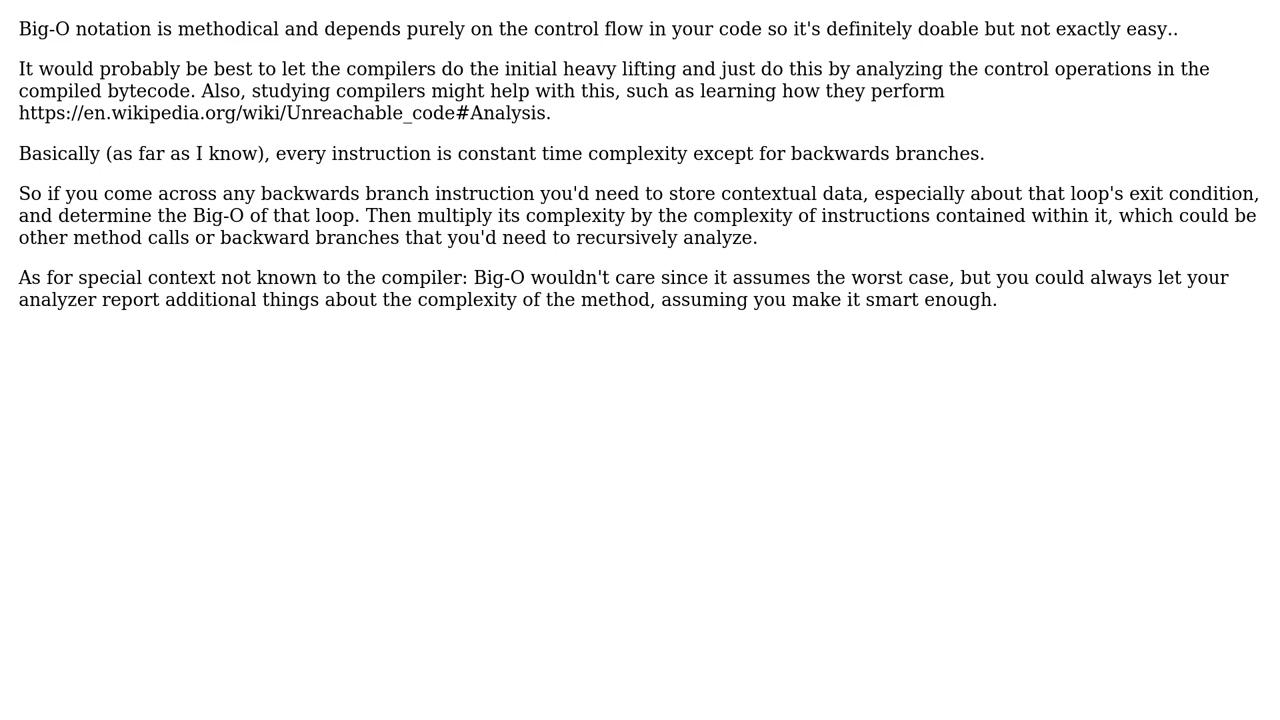 Big-O notation is methodical and depends purely on the control flow in your code so it's definitely doable but not exactly easy..
It would probably be best to let the compilers do the initial heavy lifting and just do this by analyzing the control operations in the
compiled bytecode. Also, studying compilers might help with this, such as learning how they perform
https://en.wikipedia.org/wiki/Unreachable_code#Analysis.
Basically (as far as I know), every instruction is constant time complexity except for backwards branches.
So if you come across any backwards branch instruction you'd need to store contextual data, especially about that loop's exit condition,
and determine the Big-O of that loop. Then multiply its complexity by the complexity of instructions contained within it, which could be
other method calls or backward branches that you'd need to recursively analyze.
As for special context not known to the compiler: Big-O wouldn't care since it assumes the worst case, but you could always let your
analyzer report additional things about the complexity of the method, assuming you make it smart enough.